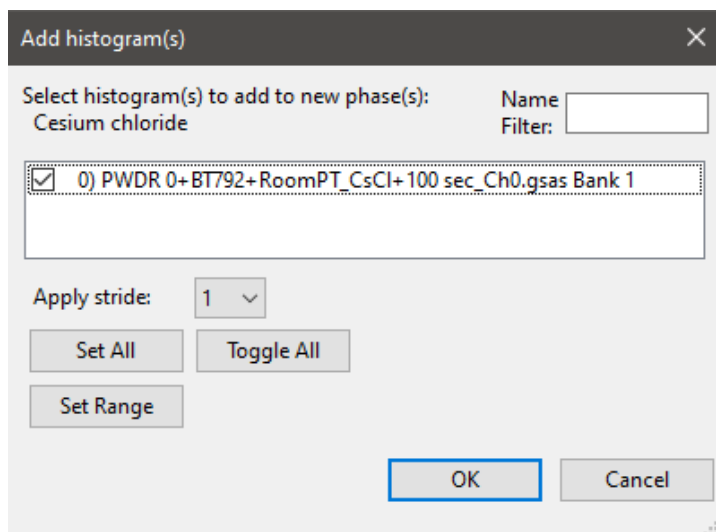 Add histogram(s)
Select histogram(s) to add to new phase(s):
Cesium chloride
Name
Filter:
0) PWDR 0+BT792+RoomPT_CsCl+100 sec_Ch0.gsas Bank 1
Apply stride:
1
Set All
Toggle All
Set Range
OK
Cancel